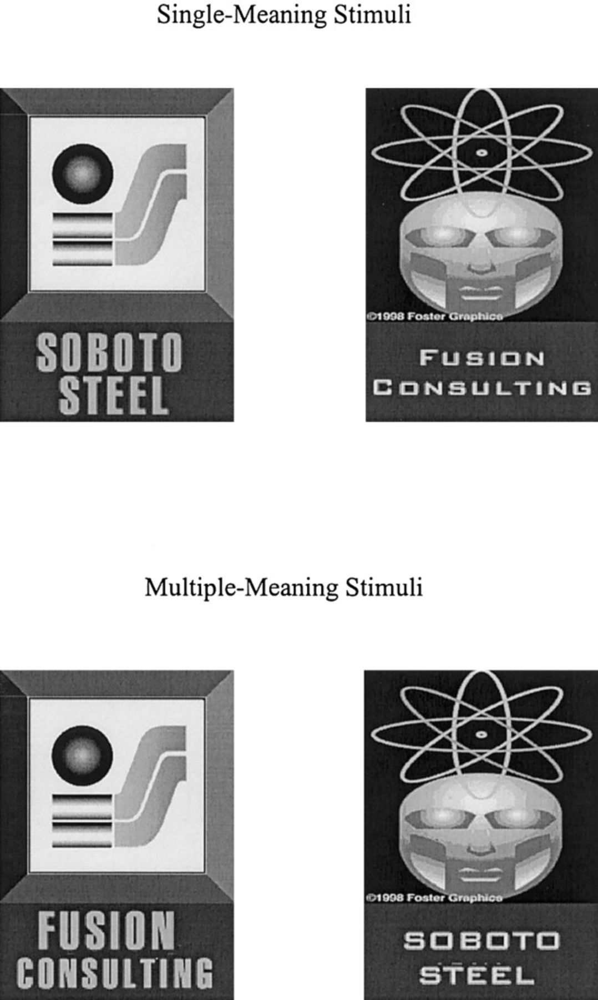 Single-Meaning Stimuli
SOBOTO
STEEL
©1998 Foster Graphics
FUSION
CONSULTING
Multiple-Meaning Stimuli
FUSION
CONSULTING
©1998 Foster Graphics
SOBOTO
STEEL